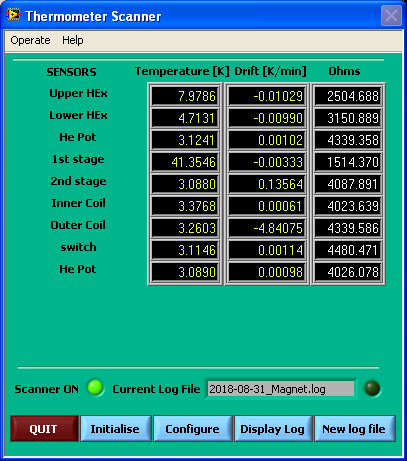 Thermometer Scanner
Operate Help
SENSORS Temperature [K] Drift [K/min] Ohms
Upper HEx 7.9786 -0.01029 2504.688
Lower HEx 4.7131 -0.00990 3150.889
He Pot 3.1241 0.00102 4339.358
1st stage 41.3546 -0.00333 1514.370
2nd stage 3.0880 0.13564 4087.891
Inner Coil 3.3768 0.00061 4023.639
Outer Coil 3.2603 -4.84075 4339.586
switch 3.1146 0.00114 4480.471
He Pot 3.0890 0.00098 4026.078
Scanner ON Current Log File 2018-08-31_Magnet.log
QUIT Initialise Configure Display Log New log file